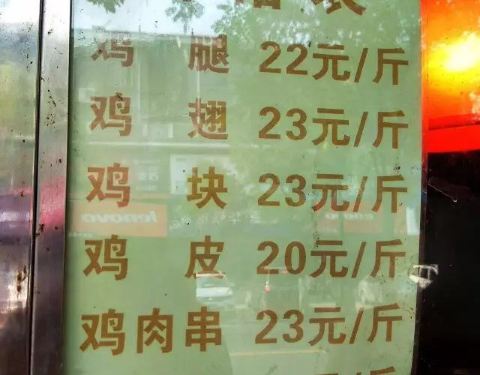 鸡 腿 22元/斤
鸡 翅 23元/斤
鸡 块 23元/斤
lenovo
鸡 皮 20元/斤
鸡肉串 23元/斤